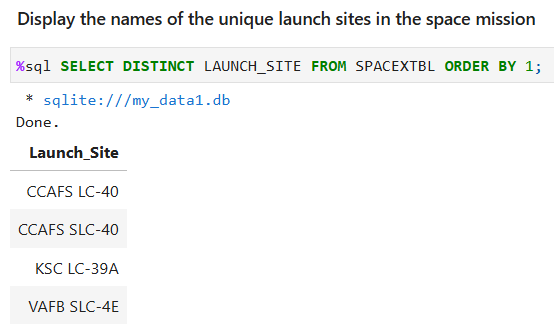 Display the names of the unique launch sites in the space mission
%sql SELECT DISTINCT LAUNCH_SITE FROM SPACEXTBL ORDER BY 1;
* sqlite:///my_data1.db
Done.
Launch_Site
CCAFS LC-40
CCAFS SLC-40
KSC LC-39A
VAFB SLC-4E